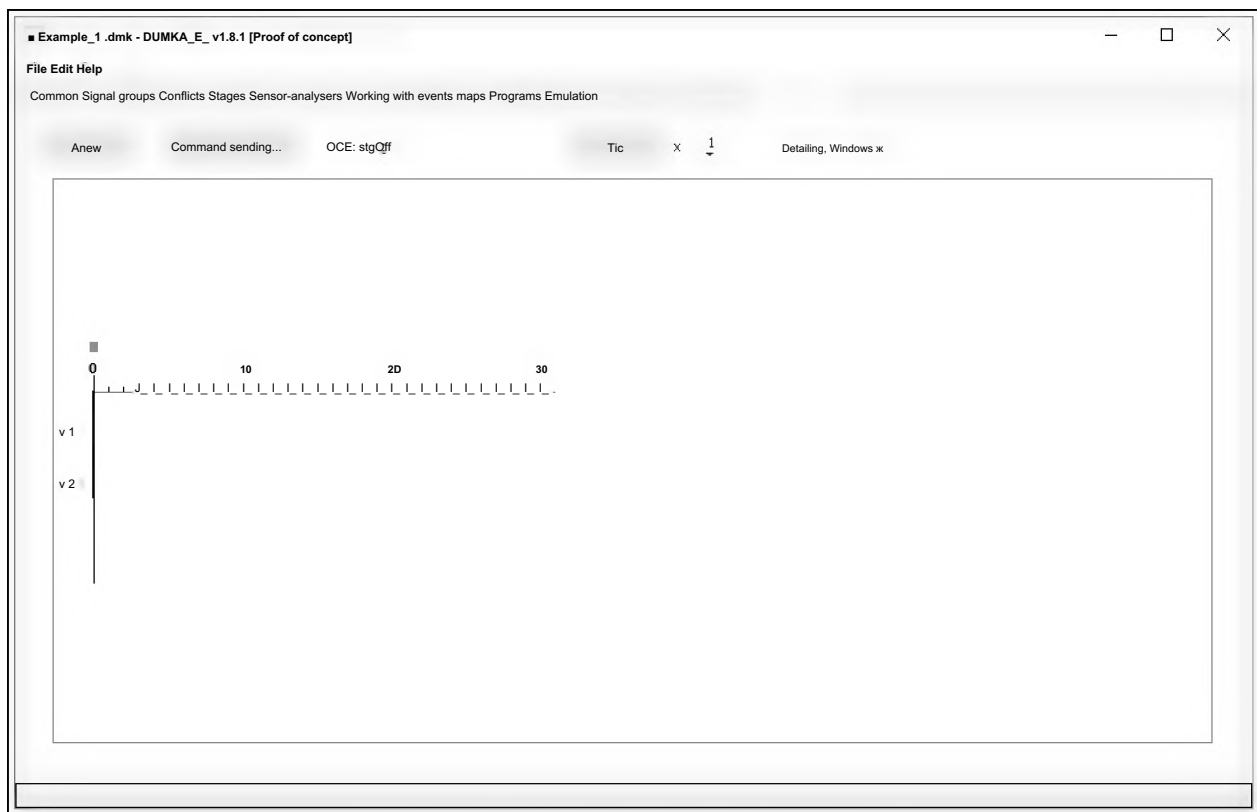 ■ Example_1 .dmk - DUMKA_E_ v1.8.1 [Proof of concept]
File Edit Help
Common Signal groups Conflicts Stages Sensor-analysers Working with events maps Programs Emulation
Anew Command sending... OCE: stgOff Tic X 1 Detailing, Windows ж
0 10 2D 30
v 1
v 2